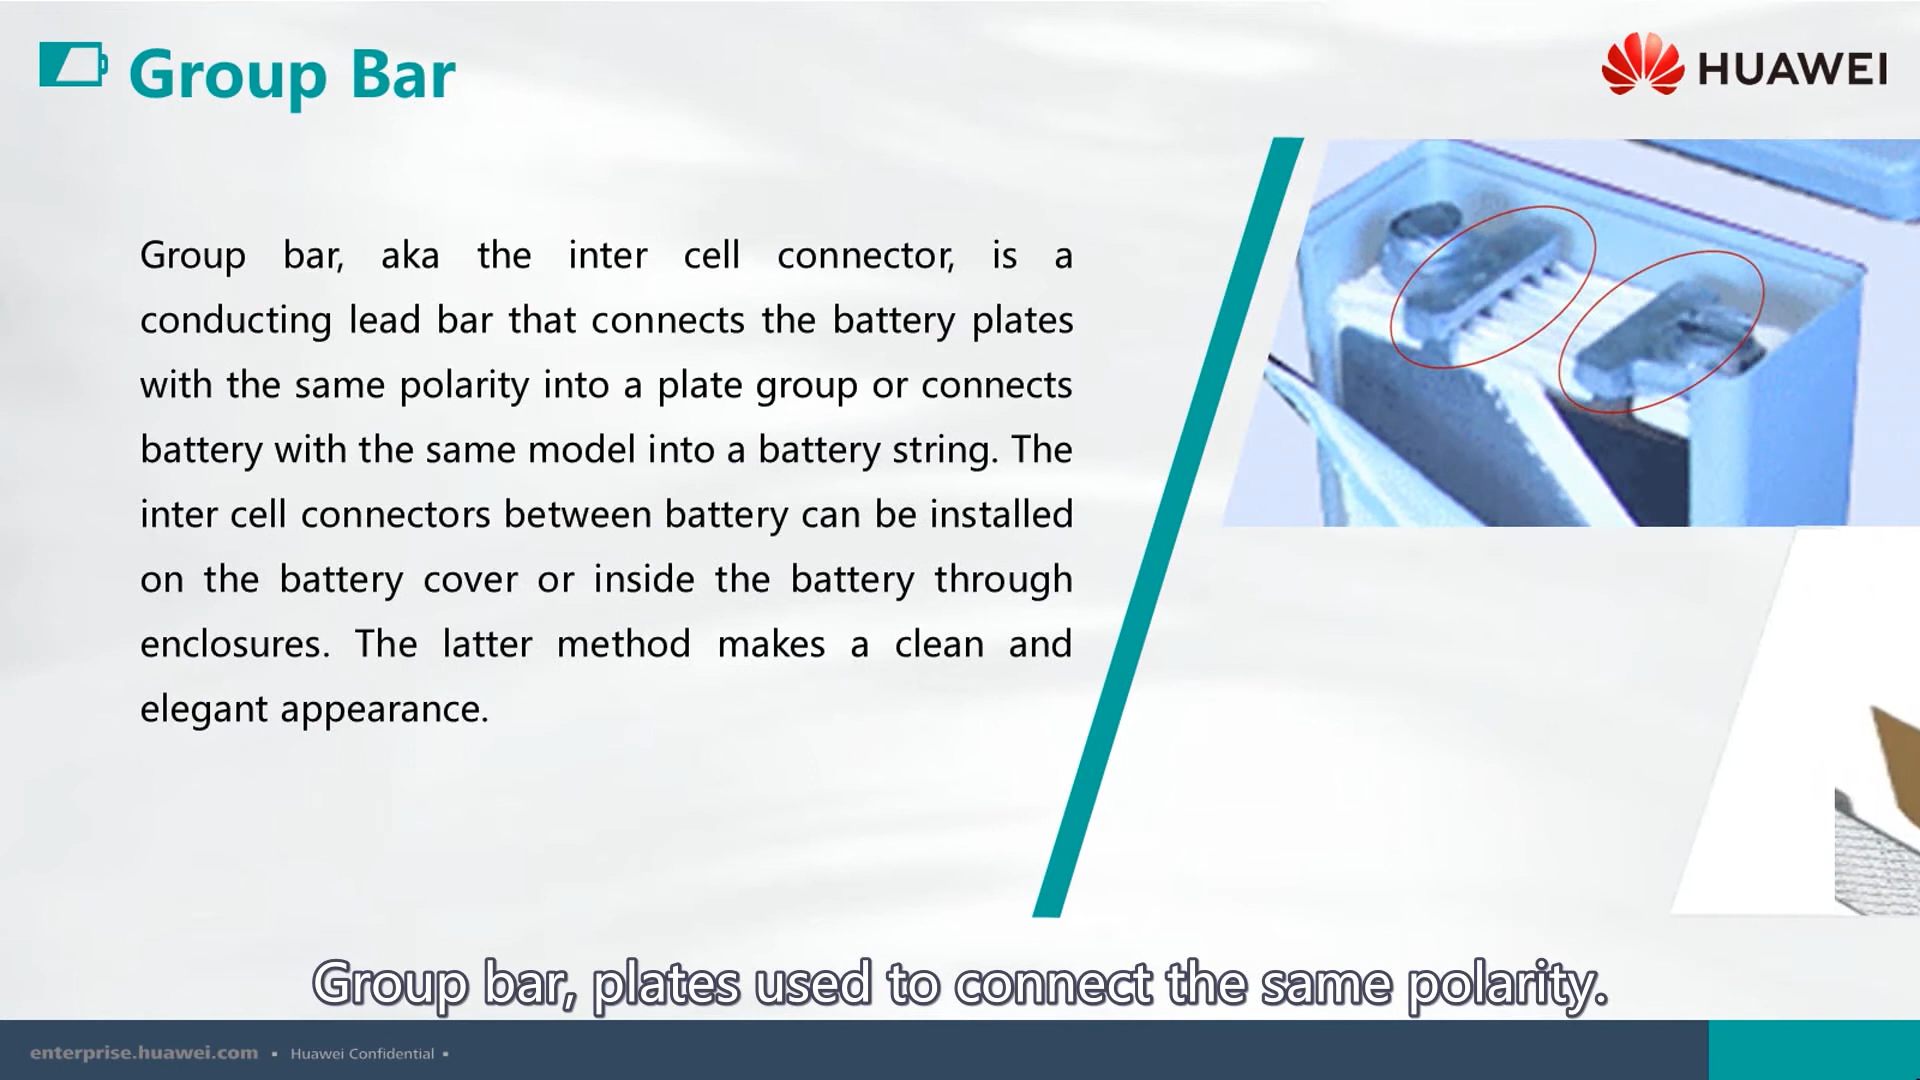 Group Bar
HUAWEI
Group bar, aka the inter cell connector, is a
conducting lead bar that connects the battery plates
with the same polarity into a plate group or connects
battery with the same model into a battery string. The
inter cell connectors between battery can be installed
on the battery cover or inside the battery through
enclosures. The latter method makes a clean and
elegant appearance.
Group bar, plates used to connect the same polarity.
enterprise.huawei.com ▪ Huawei Confidential ▪